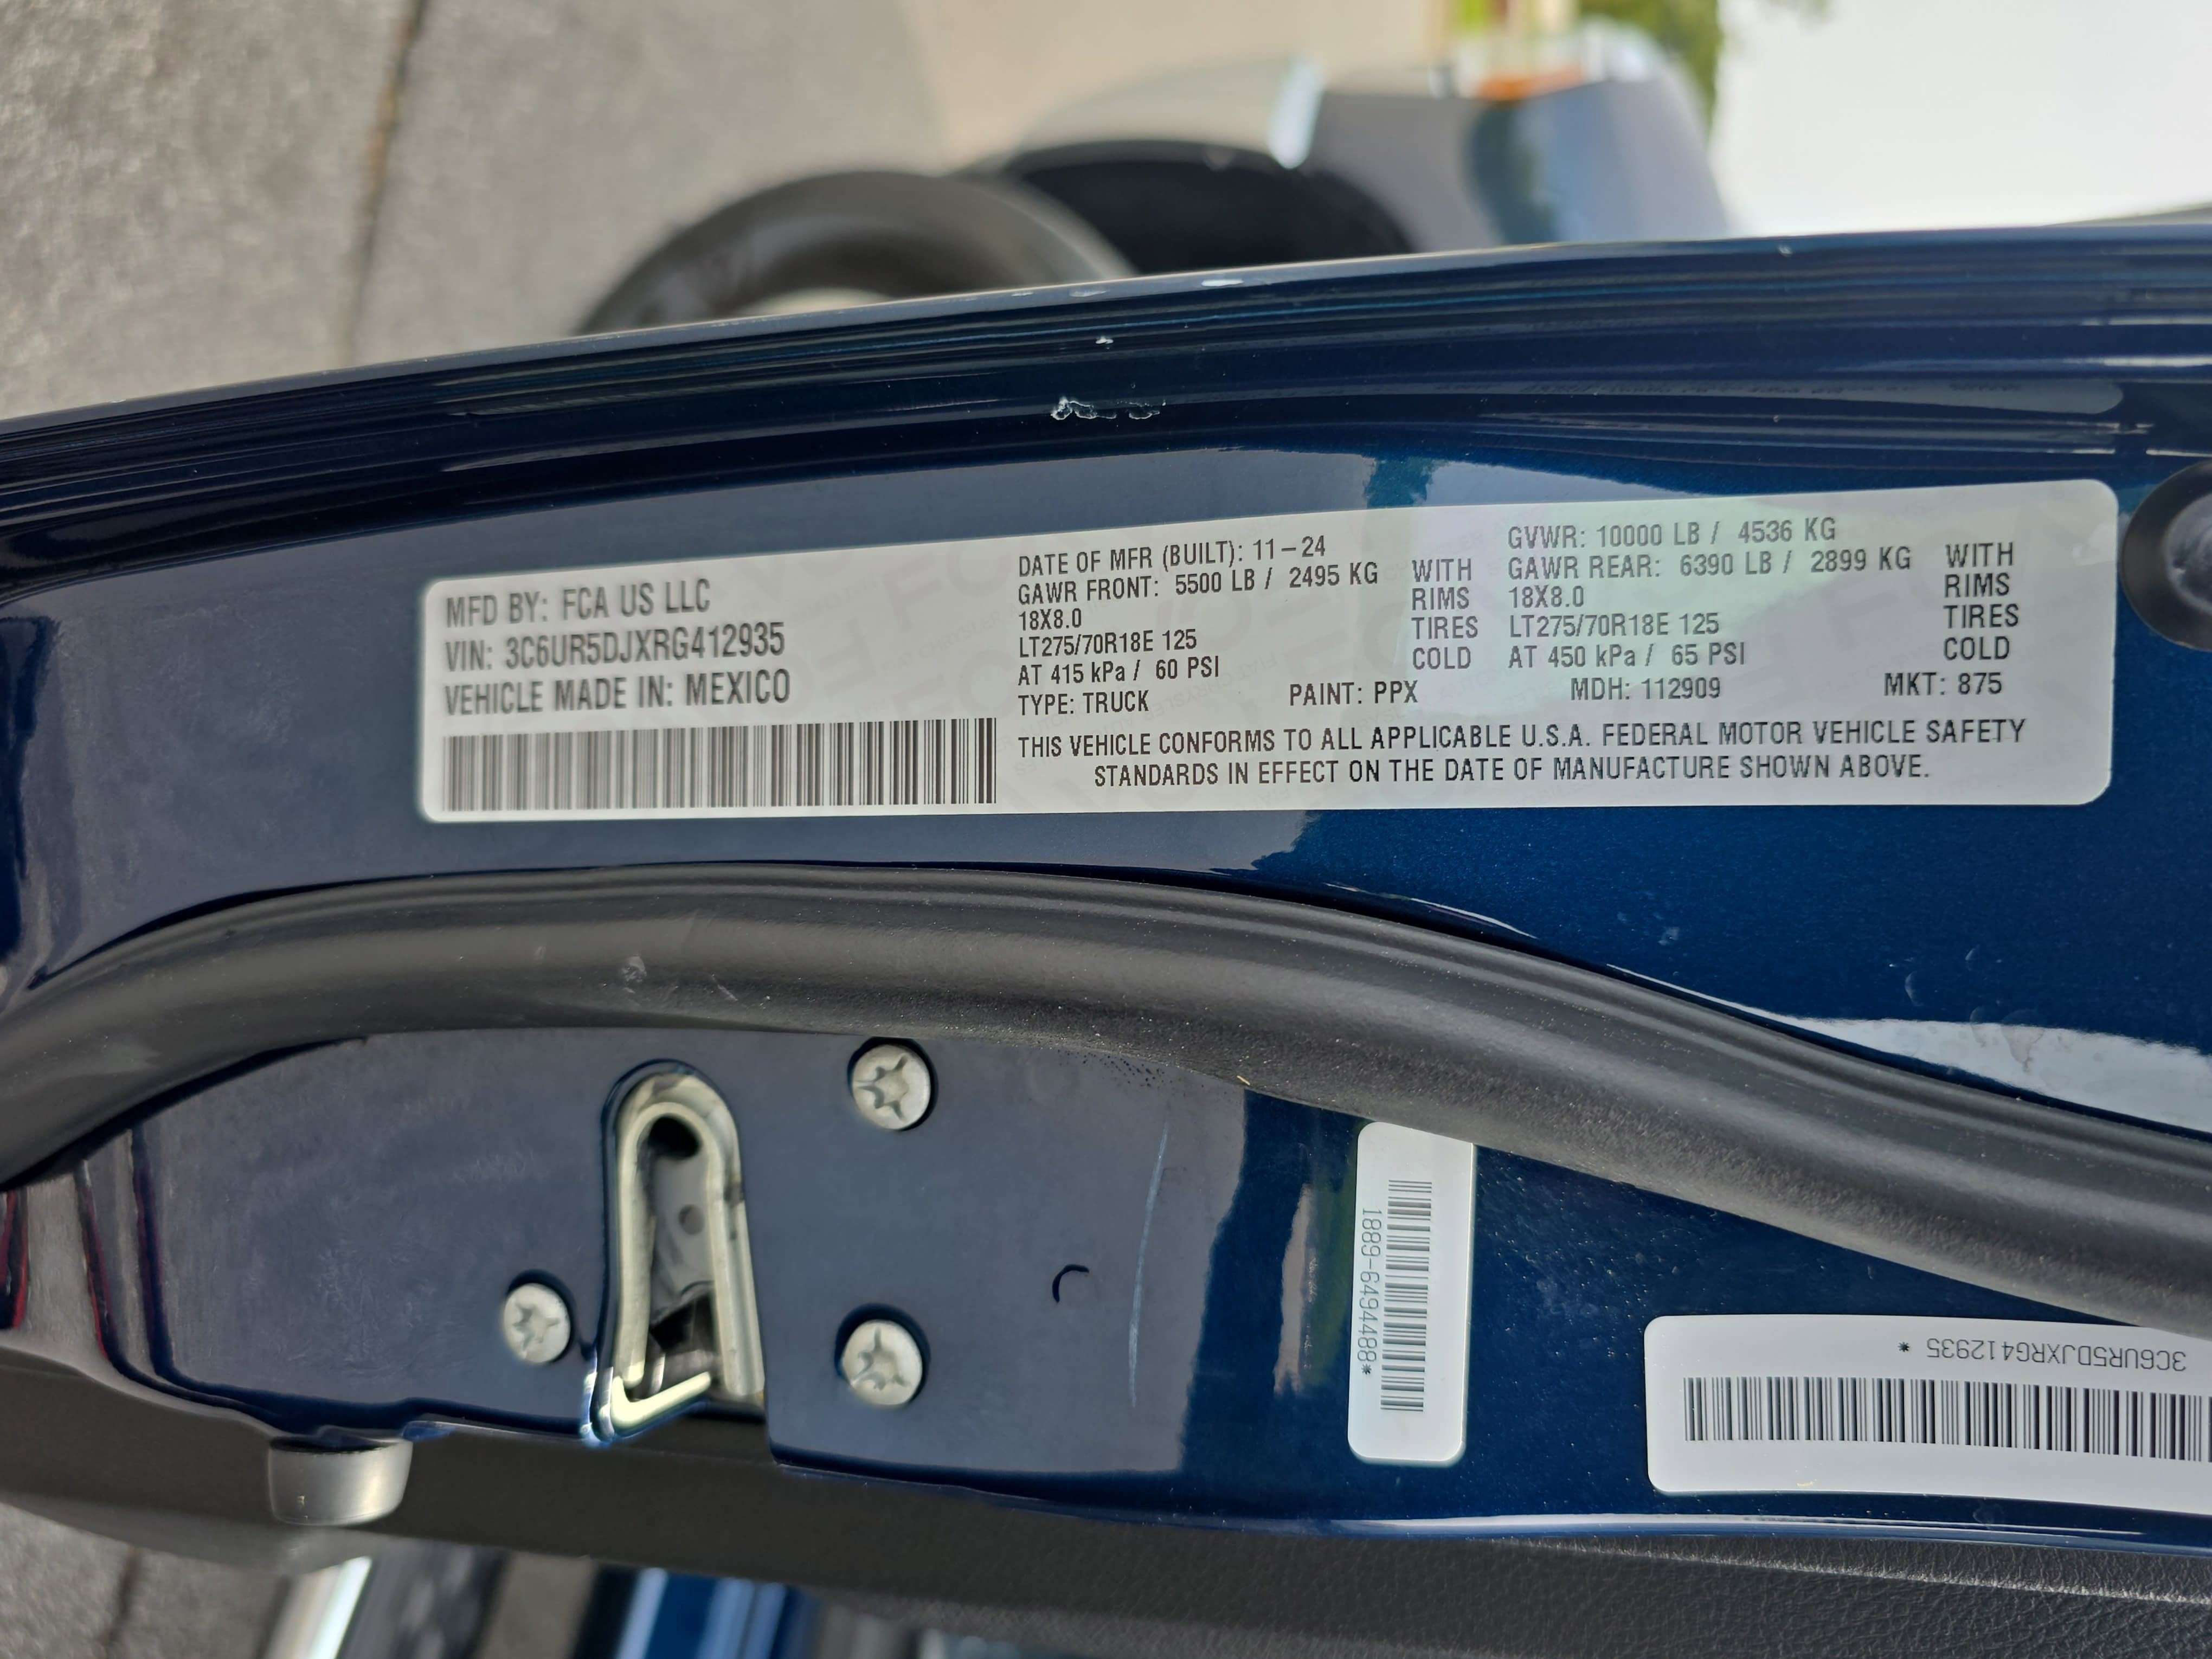 MFD BY: FCA US LLC
VIN: 3C6UR5DJXRG412935
VEHICLE MADE IN: MEXICO
DATE OF MFR (BUILT): 11-24
GAWR FRONT: 5500 LB / 2495 KG WITH
18X8.0 RIMS
LT275/70R18E 125 TIRES
AT 415 kPa / 60 PSI COLD
GVWR: 10000 LB / 4536 KG
GAWR REAR: 6390 LB / 2899 KG WITH
18X8.0 RIMS
LT275/70R18E 125 TIRES
AT 450 kPa / 65 PSI COLD
TYPE: TRUCK PAINT: PPX MDH: 112909 MKT: 875
THIS VEHICLE CONFORMS TO ALL APPLICABLE U.S.A. FEDERAL MOTOR VEHICLE SAFETY
STANDARDS IN EFFECT ON THE DATE OF MANUFACTURE SHOWN ABOVE.
1889-6494488*
3C6UR5DJXRG412935 *